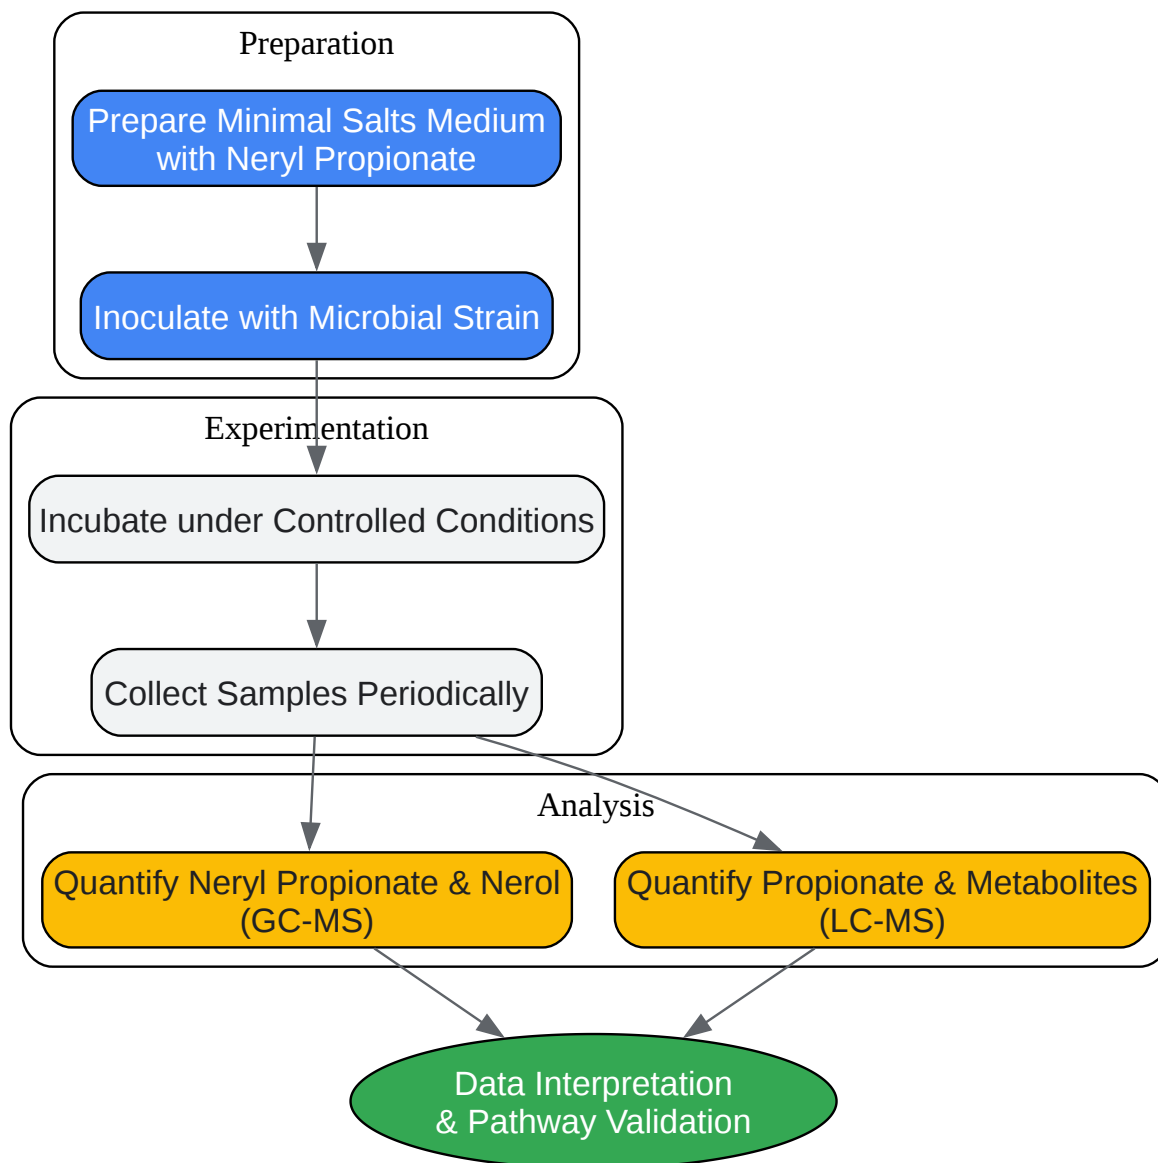 Preparation
Prepare Minimal Salts Medium
with Neryl Propionate
Inoculate with Microbial Strain
Experimentation
Incubate under Controlled Conditions
Collect Samples Periodically
Analysis
Quantify Neryl Propionate & Nerol
(GC-MS)
Quantify Propionate & Metabolites
(LC-MS)
Data Interpretation
& Pathway Validation